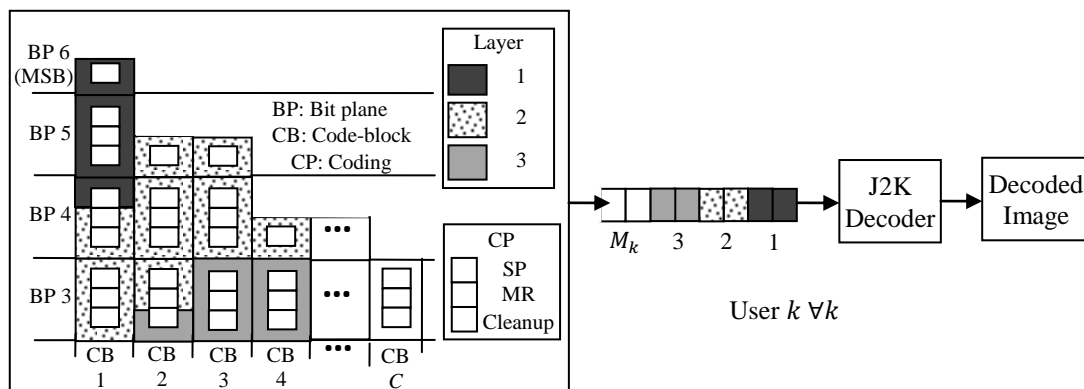 BP 6
(MSB)
BP 5
BP 4
BP 3
BP: Bit plane
CB: Code-block
CP: Coding
Layer
1
2
3
CP
SP
MR
Cleanup
•••
•••
•••
CB
1
CB
2
CB
3
CB
4
CB
C
M_k
3
2
1
User k ∀k
J2K
Decoder
Decoded
Image